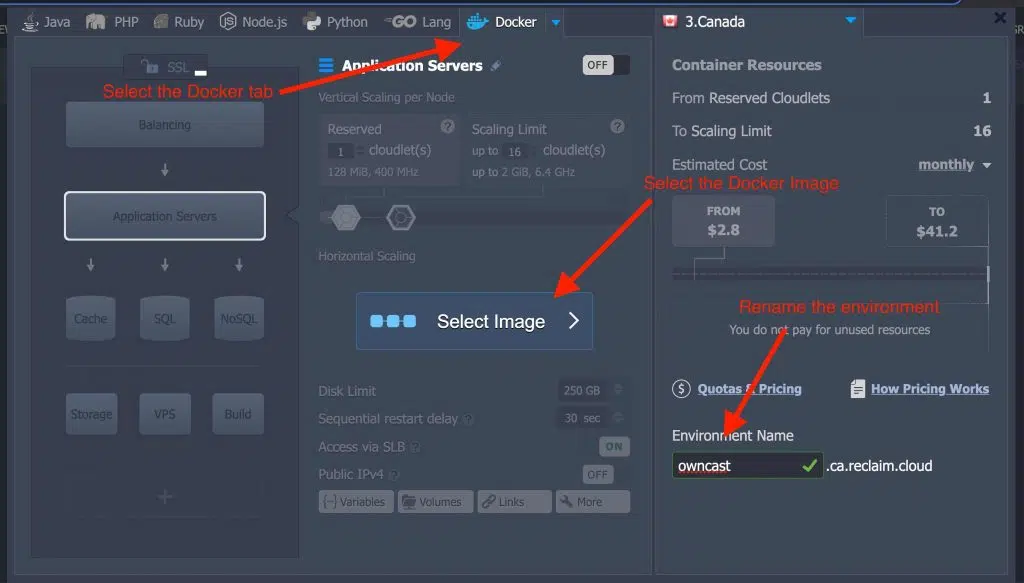 Java PHP Ruby Node.js Python GO Lang Docker
3.Canada
SSL
Select the Docker tab
Balancing
Application Servers
Cache SQL NoSQL
Storage VPS Build
Application Servers
OFF
Vertical Scaling per Node
Reserved ? Scaling Limit ?
1 cloudlet(s) up to 16 cloudlet(s)
128 MiB, 400 MHz up to 2 GiB, 6.4 GHz
Horizontal Scaling
Select the Docker Image
Select Image
Disk Limit 250 GB
Sequential restart delay ? 30 sec
Access via SLB ? ON
Public IPv4 ? OFF
Variables Volumes Links More
Container Resources
From Reserved Cloudlets 1
To Scaling Limit 16
Estimated Cost monthly
FROM TO
$2.8 $41.2
Rename the environment
You do not pay for unused resources
$ Quotas & Pricing How Pricing Works
Environment Name
owncast .ca.reclaim.cloud